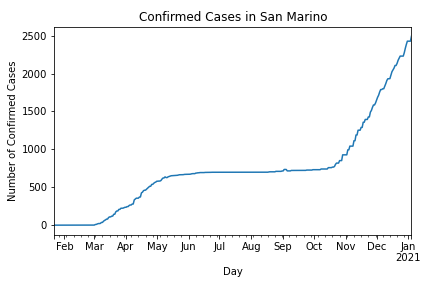 Confirmed Cases in San Marino
Number of Confirmed Cases
2500
2000
1500
1000
500
0
Feb Mar Apr May Jun Jul Aug Sep Oct Nov Dec Jan
2021
Day